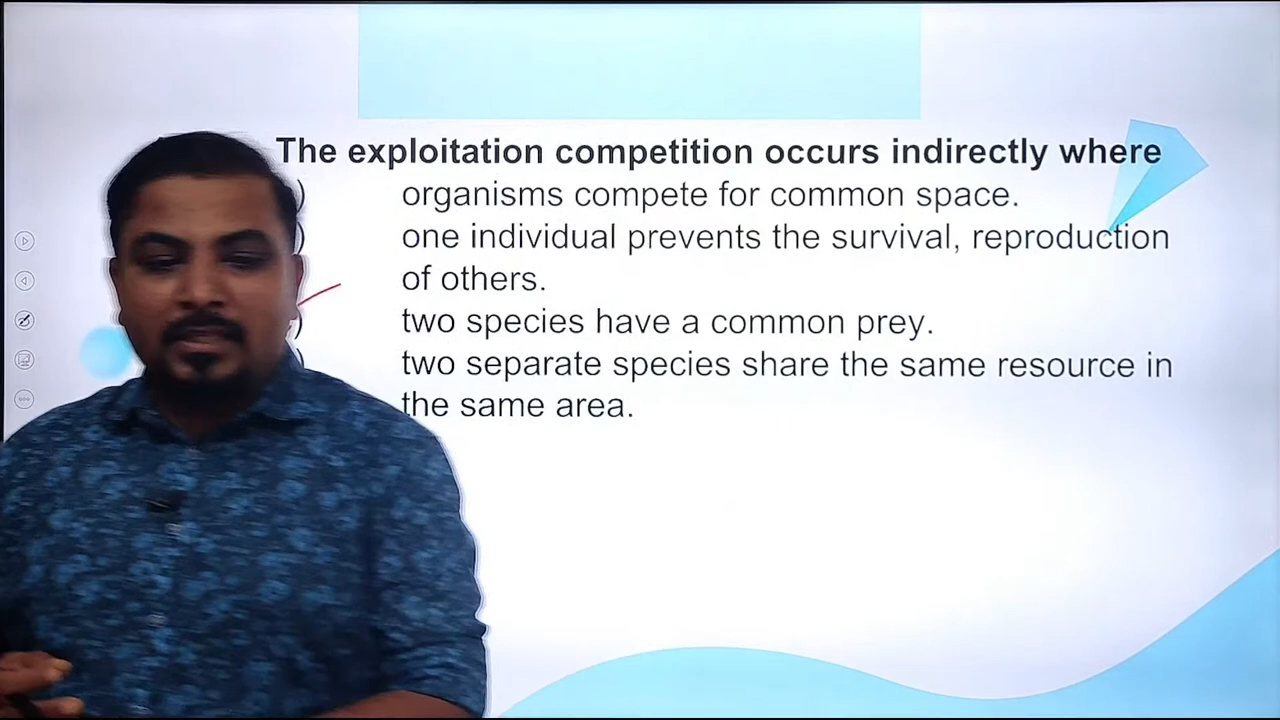 The exploitation competition occurs indirectly where
) organisms compete for common space.
) one individual prevents the survival, reproduction
of others.
) two species have a common prey.
) two separate species share the same resource in
the same area.